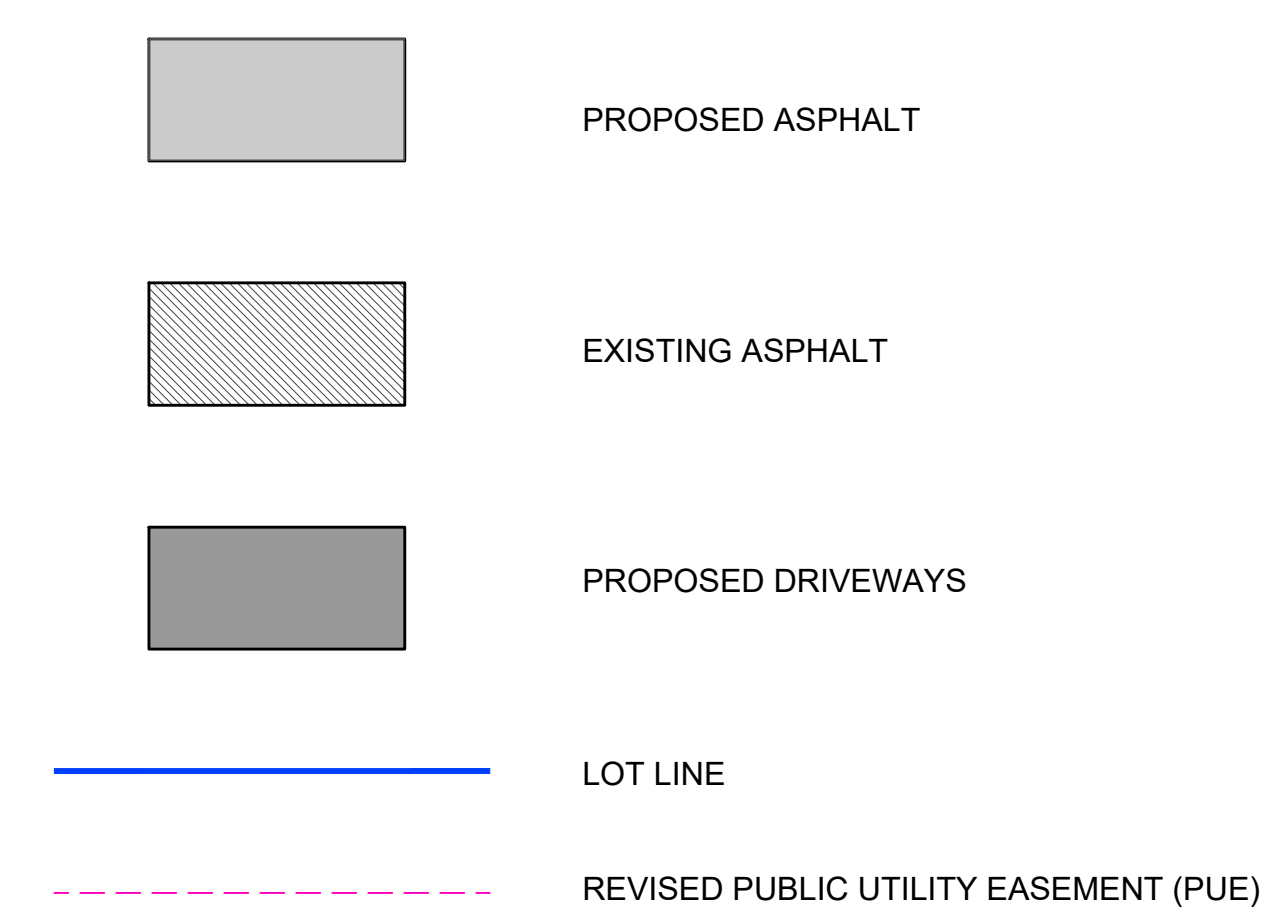 PROPOSED ASPHALT
EXISTING ASPHALT
PROPOSED DRIVEWAYS
LOT LINE
REVISED PUBLIC UTILITY EASEMENT (PUE)